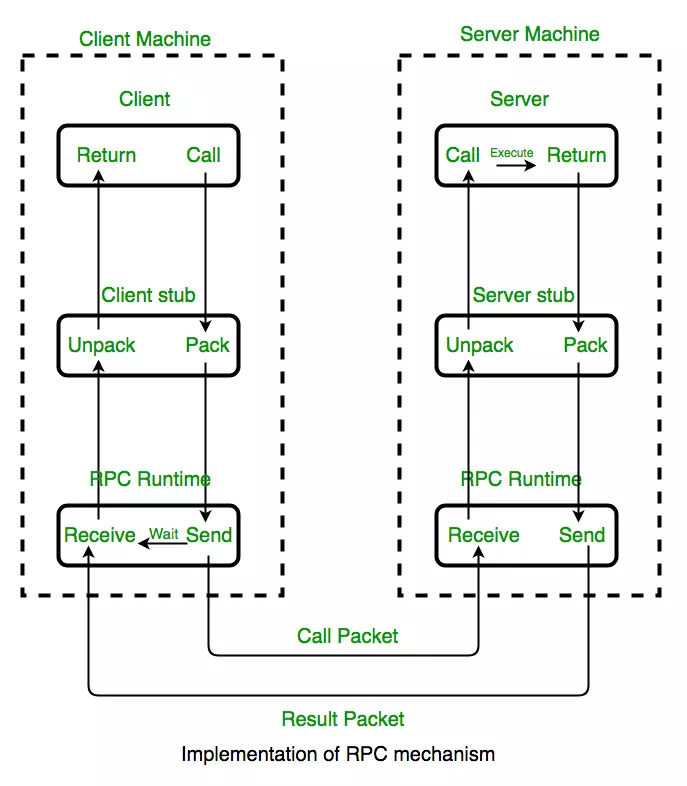 Client Machine
Server Machine
Client
Server
Return Call
Call Execute Return
Client stub
Server stub
Unpack Pack
Unpack Pack
RPC Runtime
RPC Runtime
Receive Wait Send
Receive Send
Call Packet
Result Packet
Implementation of RPC mechanism